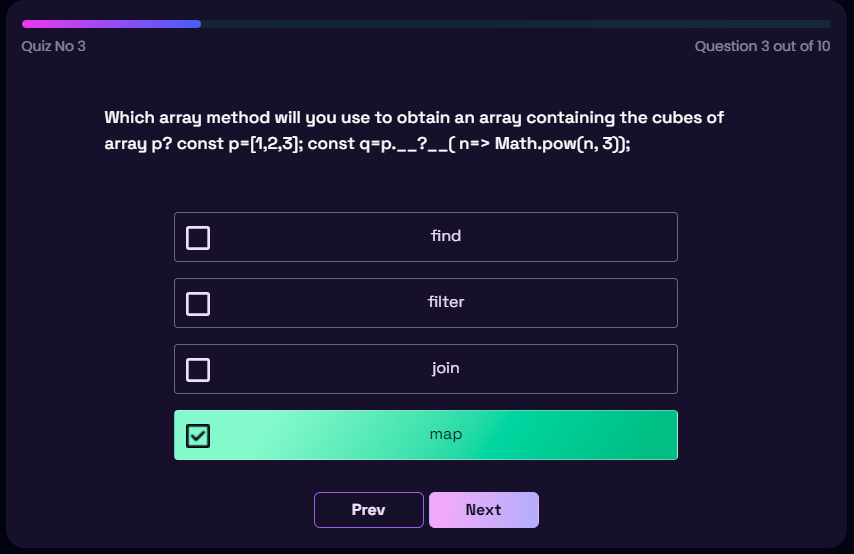 Quiz No 3
Question 3 out of 10
Which array method will you use to obtain an array containing the cubes of
array p? const p=[1,2,3]; const q=p.__?__( n=> Math.pow(n, 3));
find
filter
join
map
Prev
Next